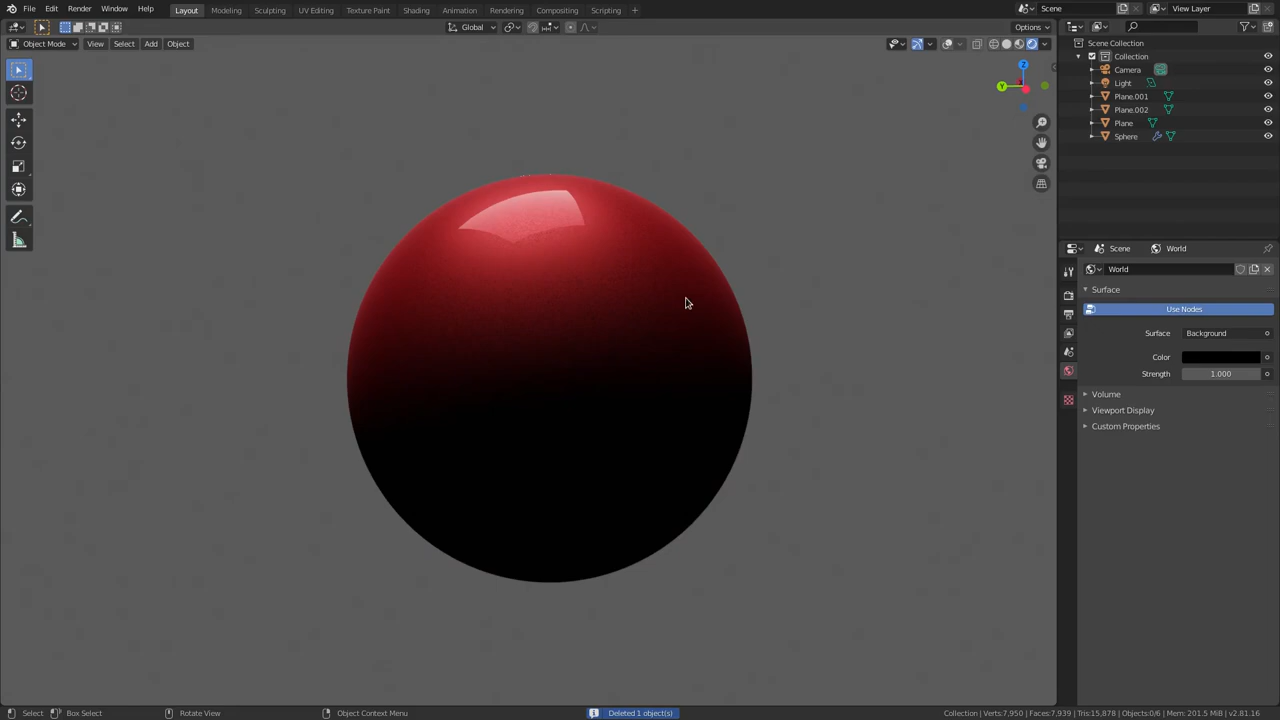 File Edit Render Window Help Layout Modeling Sculpting UV Editing Texture Paint Shading Animation Rendering Compositing Scripting + Scene View Layer
Global Options
Object Mode View Select Add Object
Z
Y
Scene Collection
Collection
Camera
Light
Plane.001
Plane.002
Plane
Sphere
Scene World
World
Surface
Use Nodes
Surface Background
Color
Strength 1.000
Volume
Viewport Display
Custom Properties
Select Box Select Rotate View Object Context Menu Deleted 1 object(s) Collection | Verts:7,950 | Faces:7,939 | Tris:15,878 | Objects:0/6 | Mem: 201.5 MiB | v2.81.16